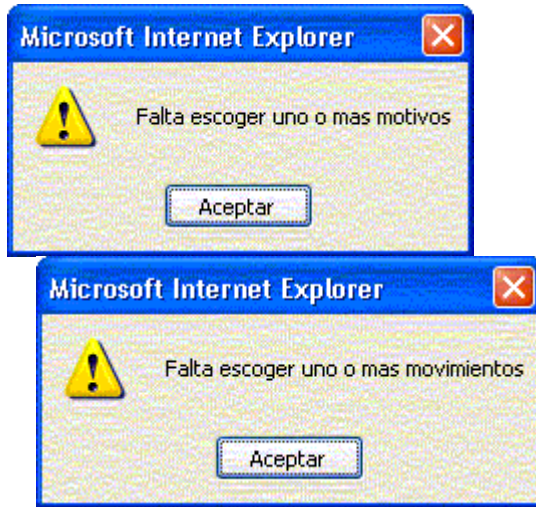 Microsoft Internet Explorer
Falta escoger uno o mas motivos
Aceptar
Microsoft Internet Explorer
Falta escoger uno o mas movimientos
Aceptar